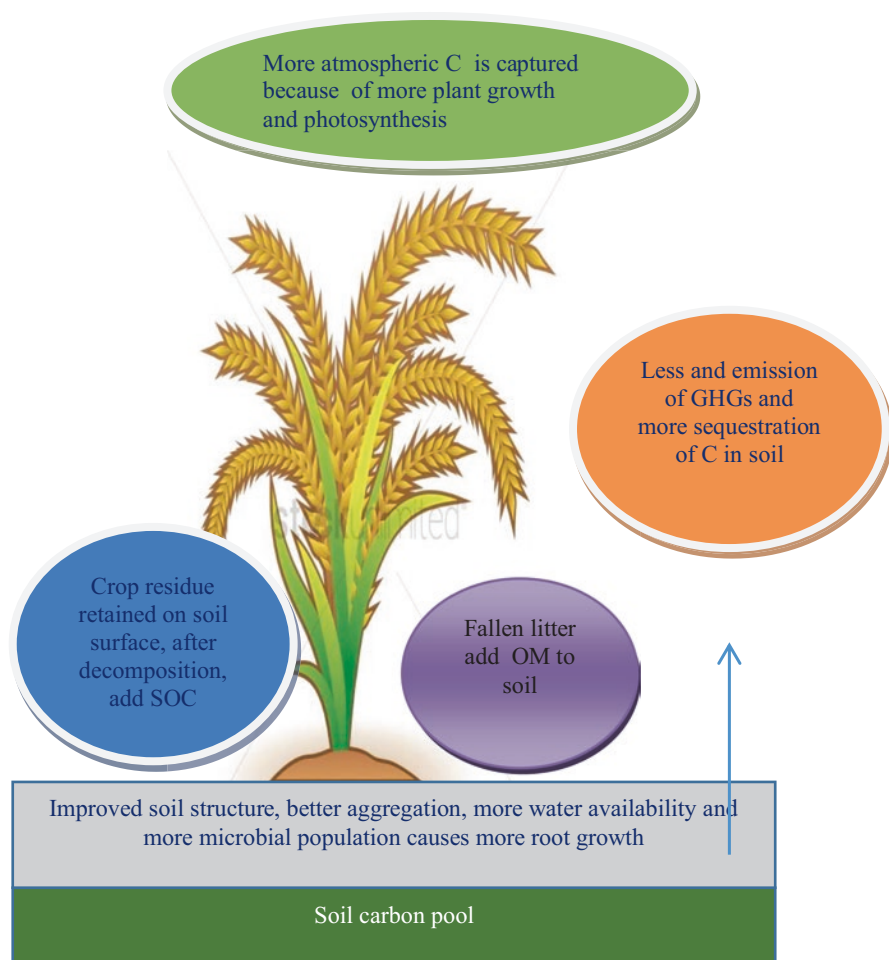 More atmospheric C is captured
because of more plant growth
and photosynthesis
Less and emission
of GHGs and
more sequestration
of C in soil
Crop residue
retained on soil
surface, after
decomposition,
add SOC
Fallen litter
add OM to
soil
Improved soil structure, better aggregation, more water availability and
more microbial population causes more root growth
Soil carbon pool